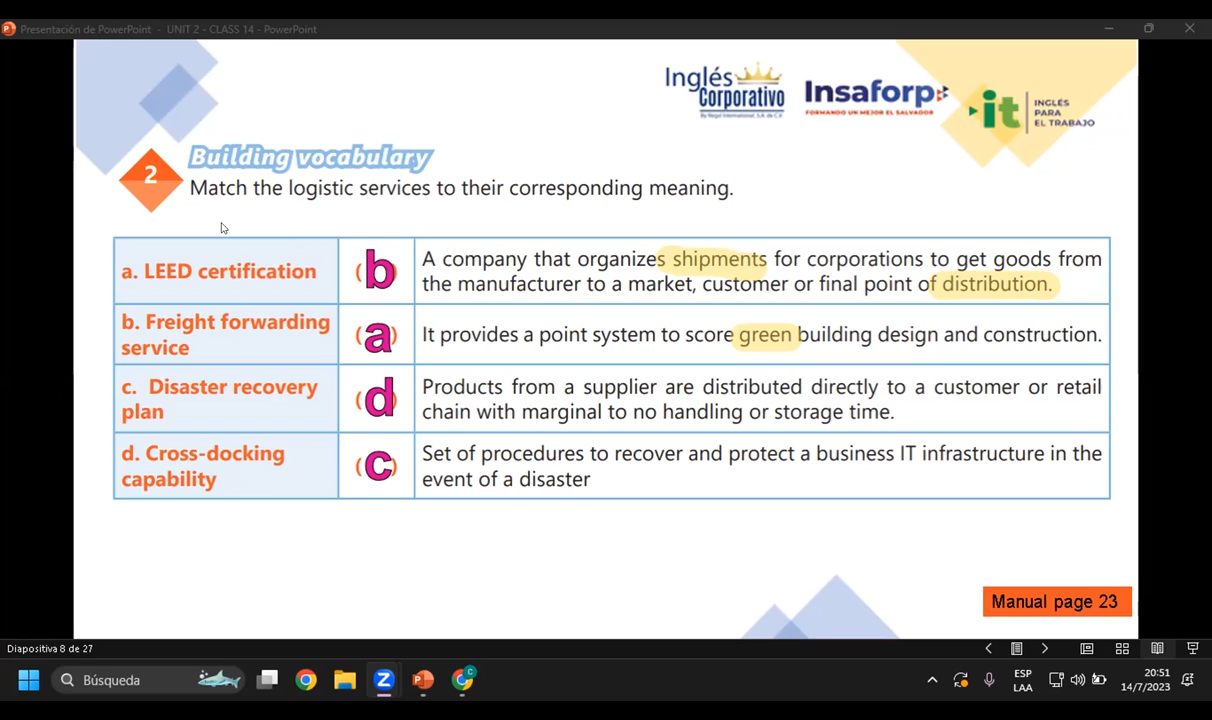 Presentación de PowerPoint - UNIT 2 - CLASS 14 - PowerPoint
Inglés
Corporativo
By Regal International, S.A. de C.V.
Insaforp
FORMANDO UN MEJOR EL SALVADOR
it
INGLÉS
PARA
EL TRABAJO
2
Building vocabulary
Match the logistic services to their corresponding meaning.
a. LEED certification
(b)
A company that organizes shipments for corporations to get goods from
the manufacturer to a market, customer or final point of distribution.
b. Freight forwarding
service
(a)
It provides a point system to score green building design and construction.
c. Disaster recovery
plan
(d)
Products from a supplier are distributed directly to a customer or retail
chain with marginal to no handling or storage time.
d. Cross-docking
capability
(c)
Set of procedures to recover and protect a business IT infrastructure in the
event of a disaster
Manual page 23
Diapositiva 8 de 27
Búsqueda
ESP
LAA
20:51
14/7/2023